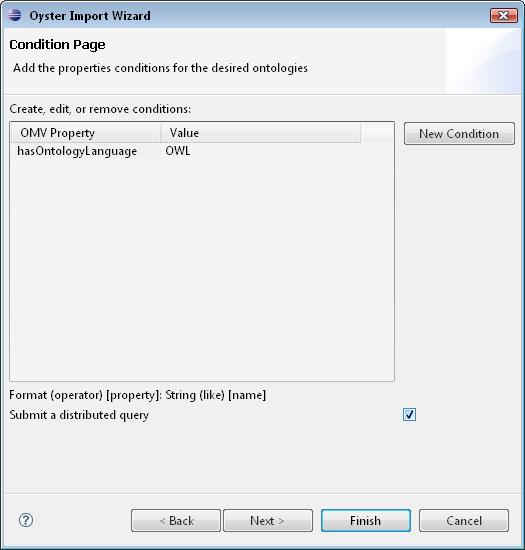 Oyster Import Wizard
Condition Page
Add the properties conditions for the desired ontologies
Create, edit, or remove conditions:
OMV Property Value
New Condition
hasOntologyLanguage OWL
Format (operator) [property]: String (like) [name]
Submit a distributed query
? < Back Next > Finish Cancel